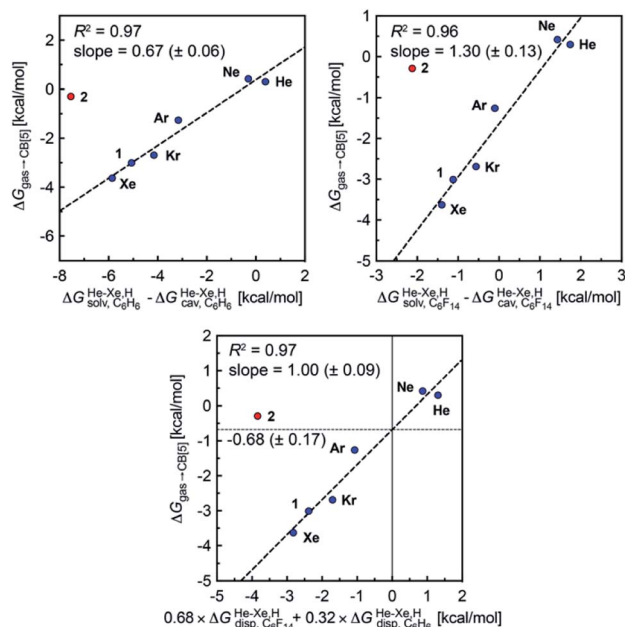 R² = 0.97
slope = 0.67 (± 0.06)
2
Ne
He
Ar
1
Kr
Xe
2
0
-2
-4
-6
ΔG gas→CB[5] [kcal/mol]
-8 -6 -4 -2 0 2
ΔG He-Xe,H solv, C₆H₆ - ΔG He-Xe,H cav, C₆H₆ [kcal/mol]
R² = 0.96
slope = 1.30 (± 0.13)
2
Ne
He
Ar
1
Kr
Xe
1
0
-1
-2
-3
-4
-5
ΔG gas→CB[5] [kcal/mol]
-3 -2 -1 0 1 2 3
ΔG He-Xe,H solv, C₆F₁₄ - ΔG He-Xe,H cav, C₆F₁₄ [kcal/mol]
R² = 0.97
slope = 1.00 (± 0.09)
2
Ne
He
-0.68 (± 0.17)
Ar
1
Kr
Xe
2
1
0
-1
-2
-3
-4
-5
ΔG gas→CB[5] [kcal/mol]
-5 -4 -3 -2 -1 0 1 2
0.68 × ΔG He-Xe,H disp, C₆F₁₄ + 0.32 × ΔG He-Xe,H disp, C₆H₆ [kcal/mol]